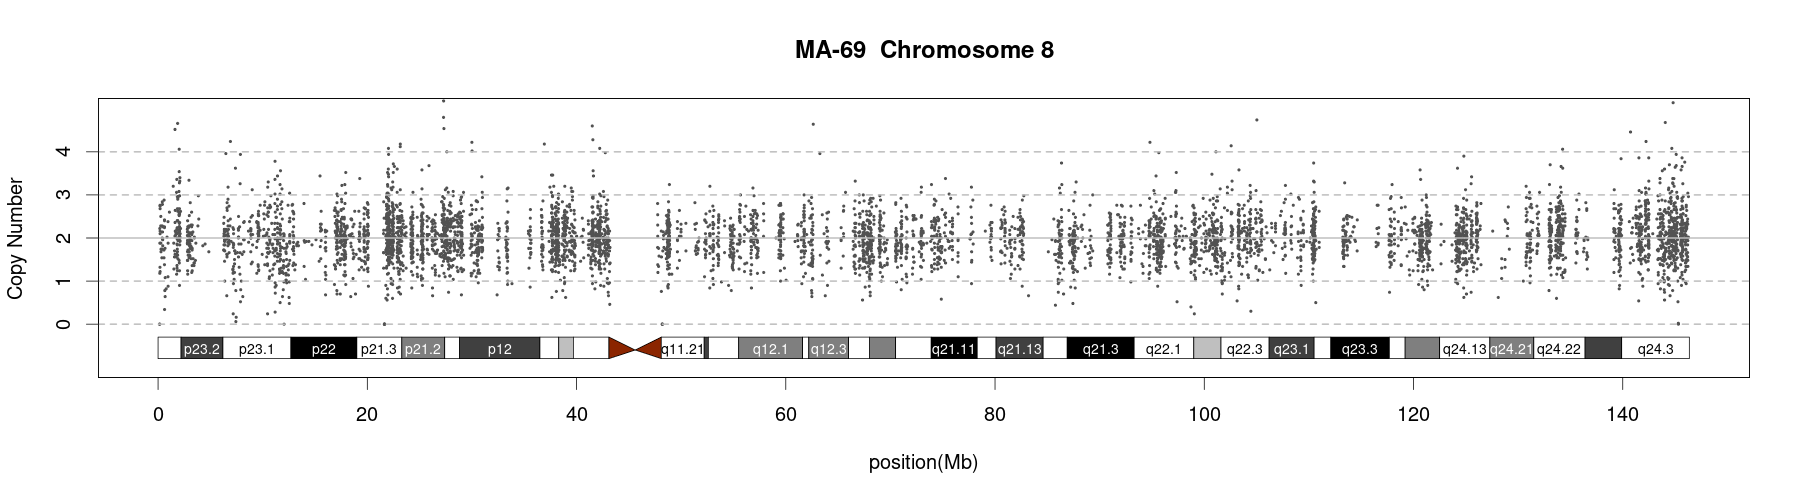 MA-69  Chromosome 8
Copy Number
4
3
2
1
0
p23.2 p23.1 p22 p21.3 p21.2 p12 q11.21 q12.1 q12.3 q21.11 q21.13 q21.3 q22.1 q22.3 q23.1 q23.3 q24.13 q24.21 q24.22 q24.3
0 20 40 60 80 100 120 140
position(Mb)